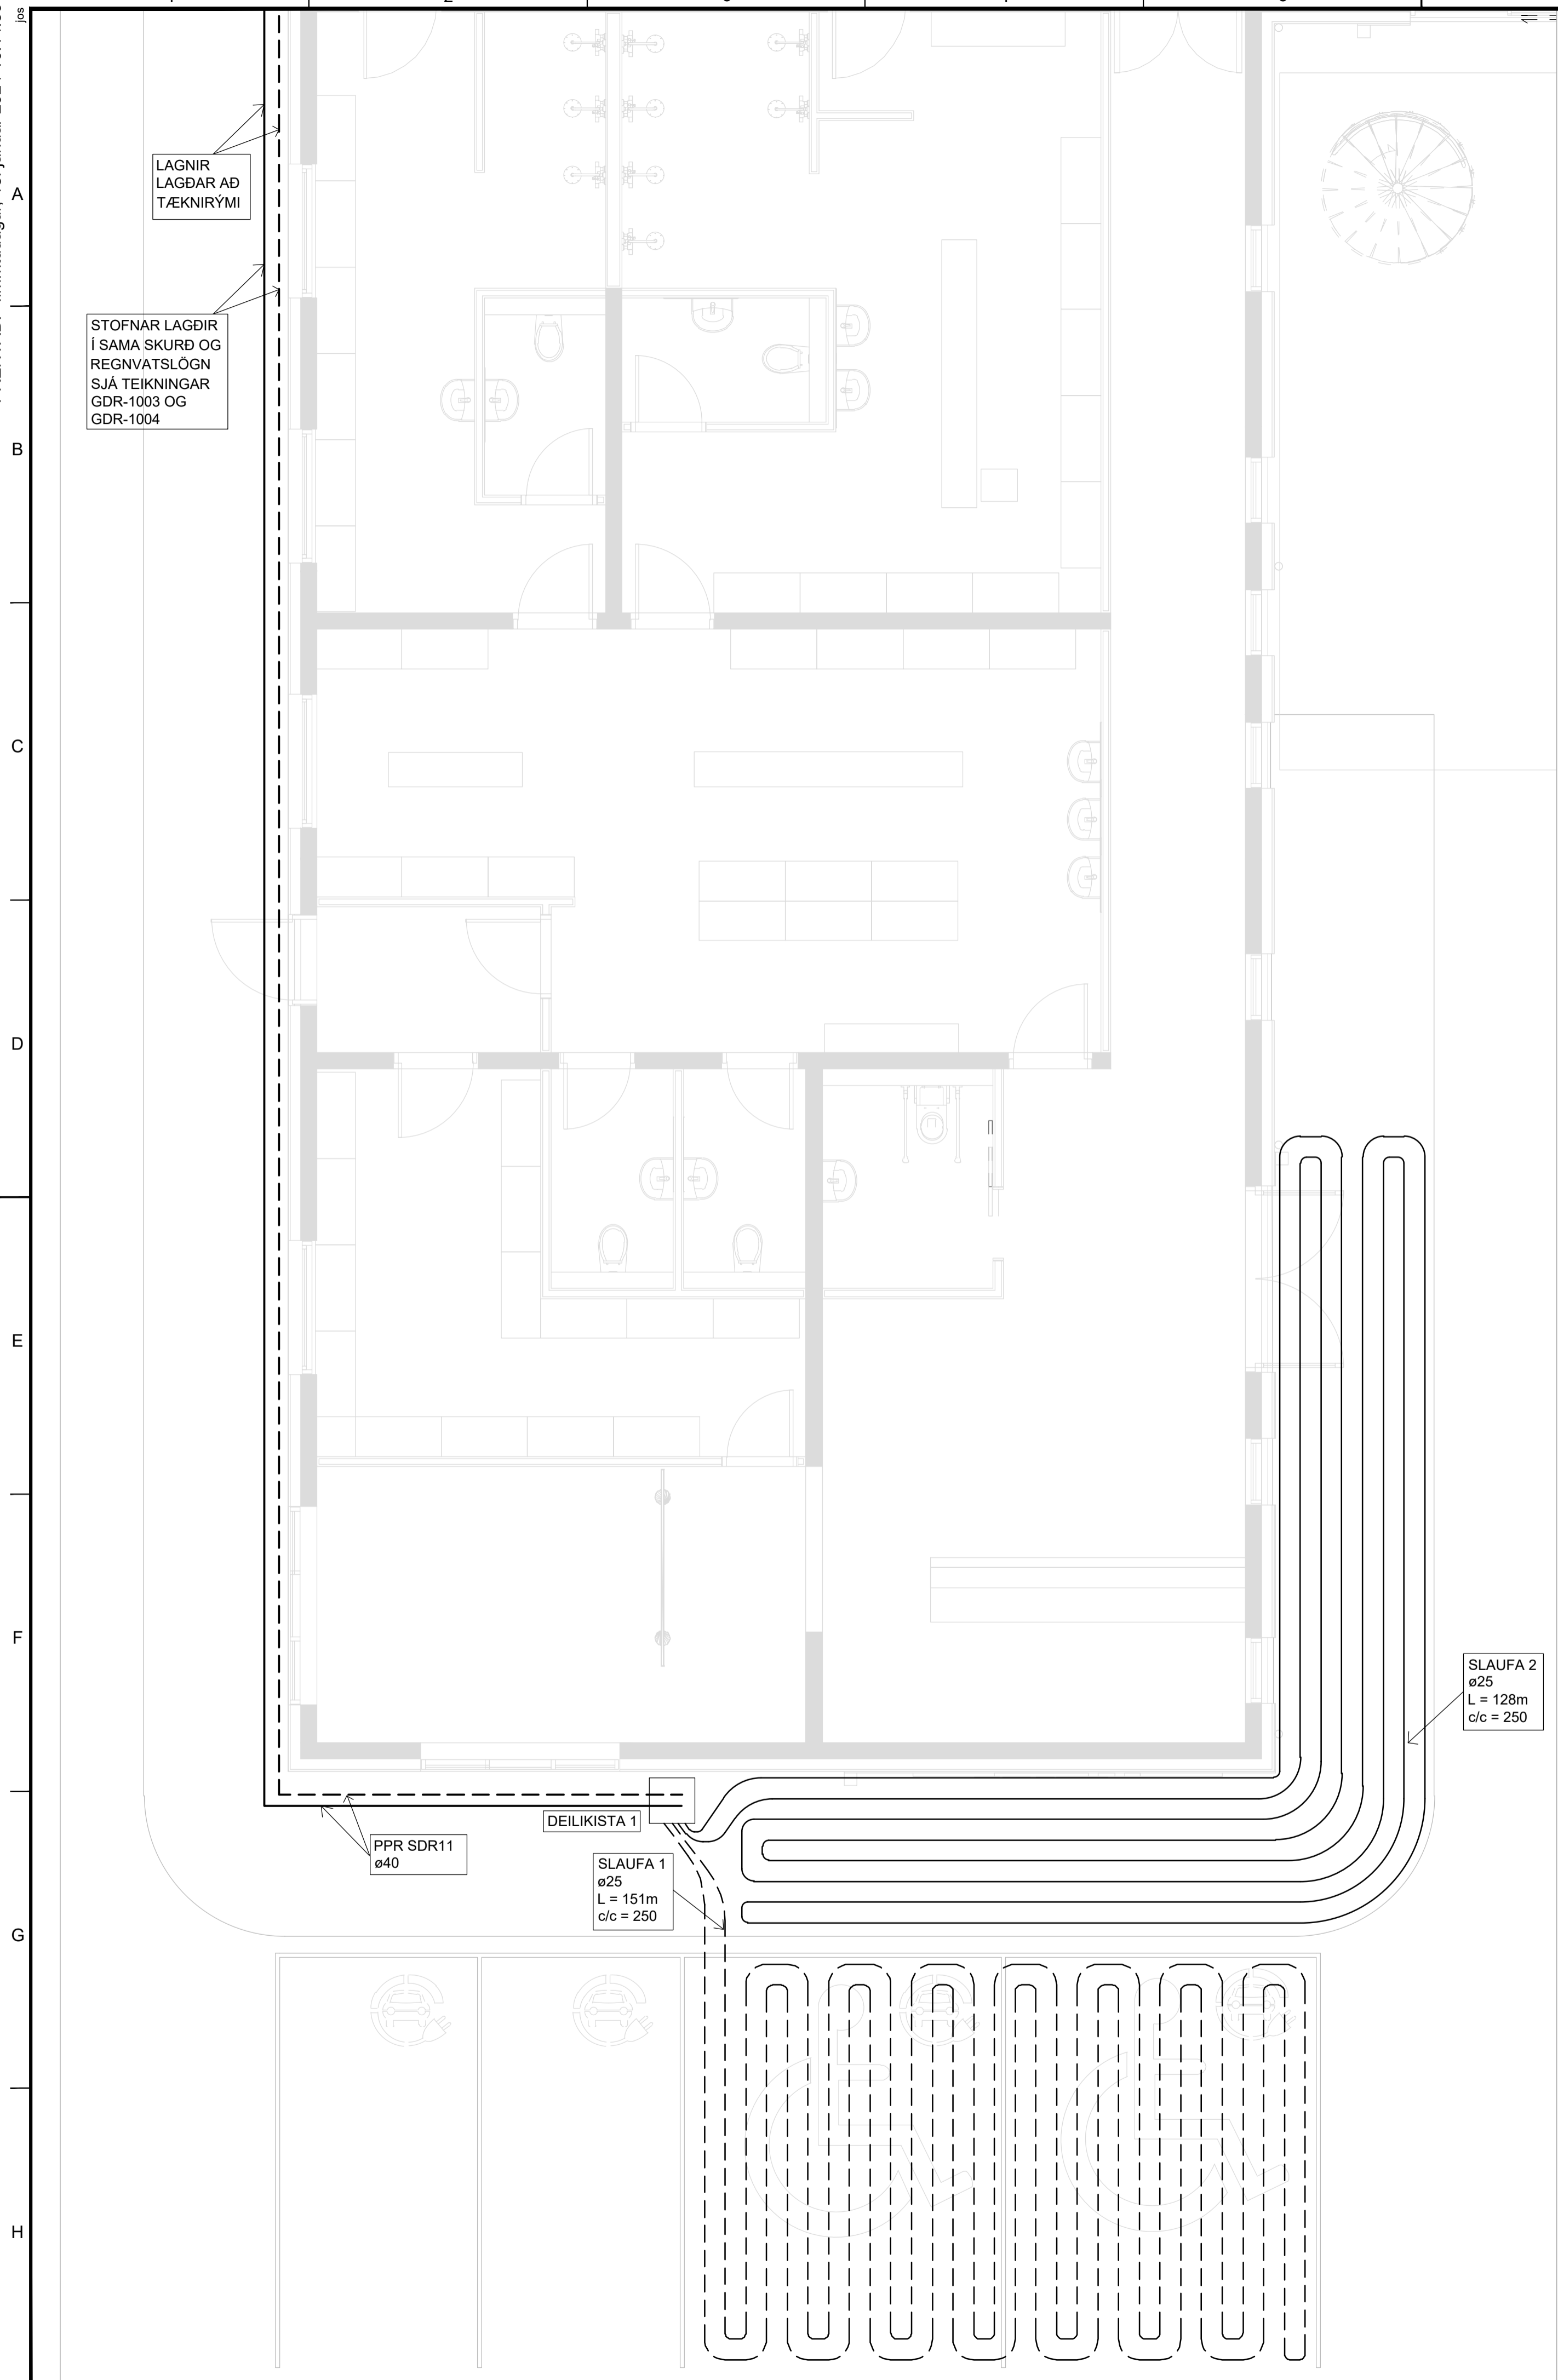 jos
A
B
C
D
E
F
G
H
LAGNIR
LAGÐAR AÐ
TÆKNIRÝMI
STOFNAR LAGÐIR
Í SAMA SKURÐ OG
REGNVATSLÖGN
SJÁ TEIKNINGAR
GDR-1003 OG
GDR-1004
SLAUFA 2
ø25
L = 128m
c/c = 250
DEILIKISTA 1
PPR SDR11
ø40
SLAUFA 1
ø25
L = 151m
c/c = 250